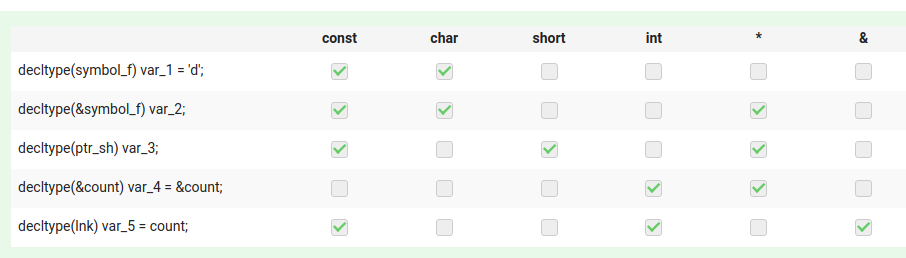 const char short int * &
decltype(symbol_f) var_1 = 'd';
decltype(&symbol_f) var_2;
decltype(ptr_sh) var_3;
decltype(&count) var_4 = &count;
decltype(lnk) var_5 = count;